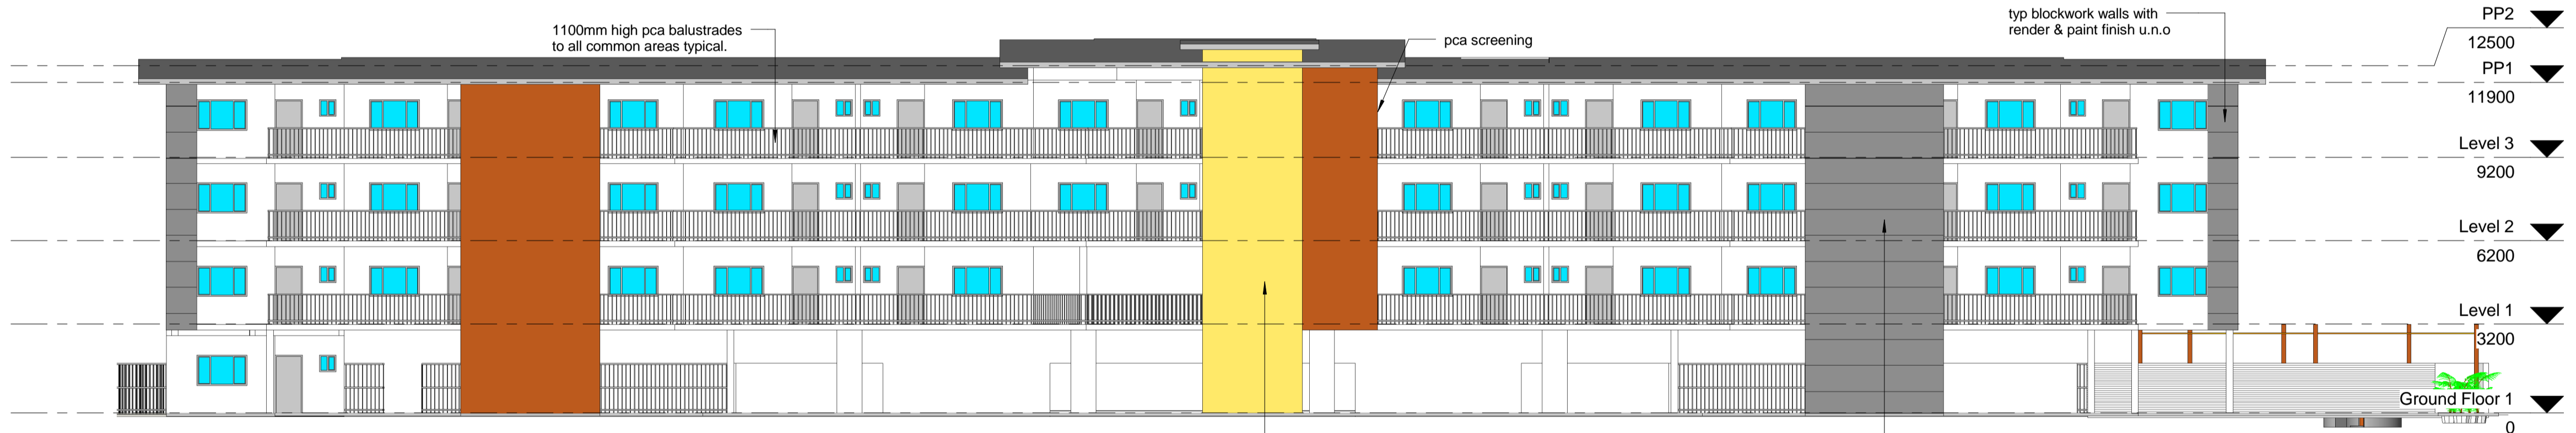 1100mm high pca balustrades
to all common areas typical.
pca screening
typ blockwork walls with
render & paint finish u.n.o
PP2
12500
PP1
11900
Level 3
9200
Level 2
6200
Level 1
3200
Ground Floor 1
0